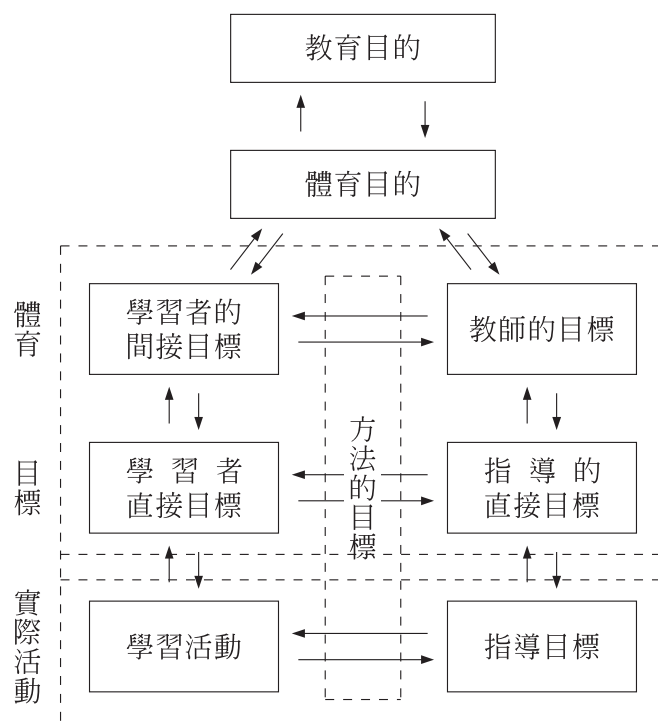 教育目的
體育目的
體育
學習者的
間接目標
教師的目標
目標
學習者
直接目標
方法的目標
指導的
直接目標
實際活動
學習活動
指導目標